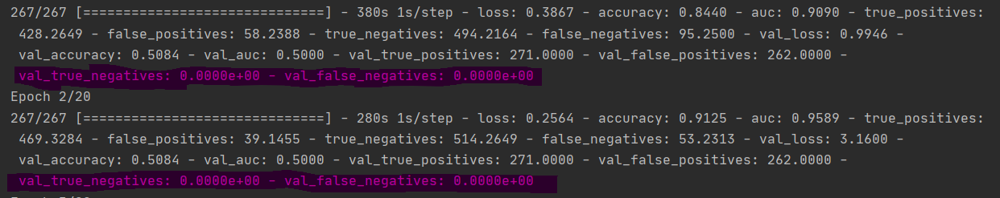 267/267 [==============================] - 380s 1s/step - loss: 0.3867 - accuracy: 0.8440 - auc: 0.9090 - true_positives:
428.2649 - false_positives: 58.2388 - true_negatives: 494.2164 - false_negatives: 95.2500 - val_loss: 0.9946 -
val_accuracy: 0.5084 - val_auc: 0.5000 - val_true_positives: 271.0000 - val_false_positives: 262.0000 -
val_true_negatives: 0.0000e+00 - val_false_negatives: 0.0000e+00
Epoch 2/20
267/267 [==============================] - 280s 1s/step - loss: 0.2564 - accuracy: 0.9125 - auc: 0.9589 - true_positives:
469.3284 - false_positives: 39.1455 - true_negatives: 514.2649 - false_negatives: 53.2313 - val_loss: 3.1600 -
val_accuracy: 0.5084 - val_auc: 0.5000 - val_true_positives: 271.0000 - val_false_positives: 262.0000 -
val_true_negatives: 0.0000e+00 - val_false_negatives: 0.0000e+00